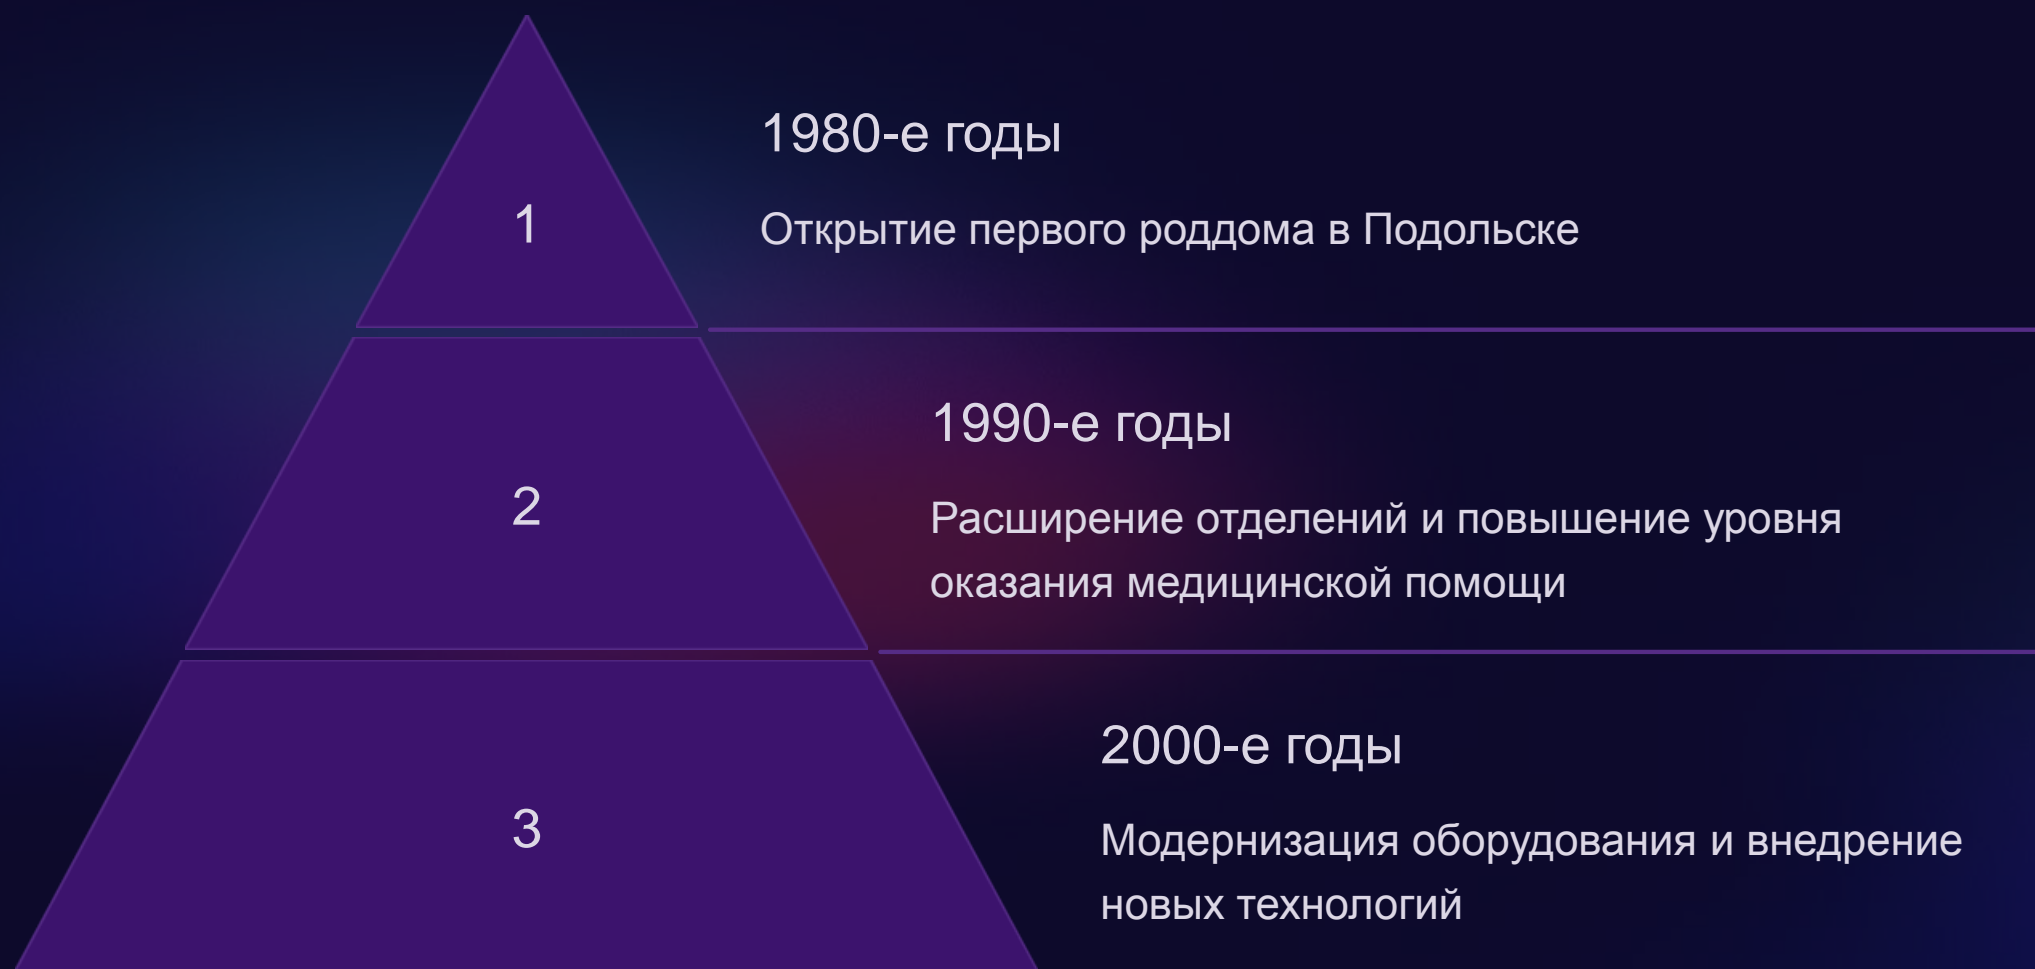 1
1980-е годы
Открытие первого роддома в Подольске
2
1990-е годы
Расширение отделений и повышение уровня
оказания медицинской помощи
3
2000-е годы
Модернизация оборудования и внедрение
новых технологий